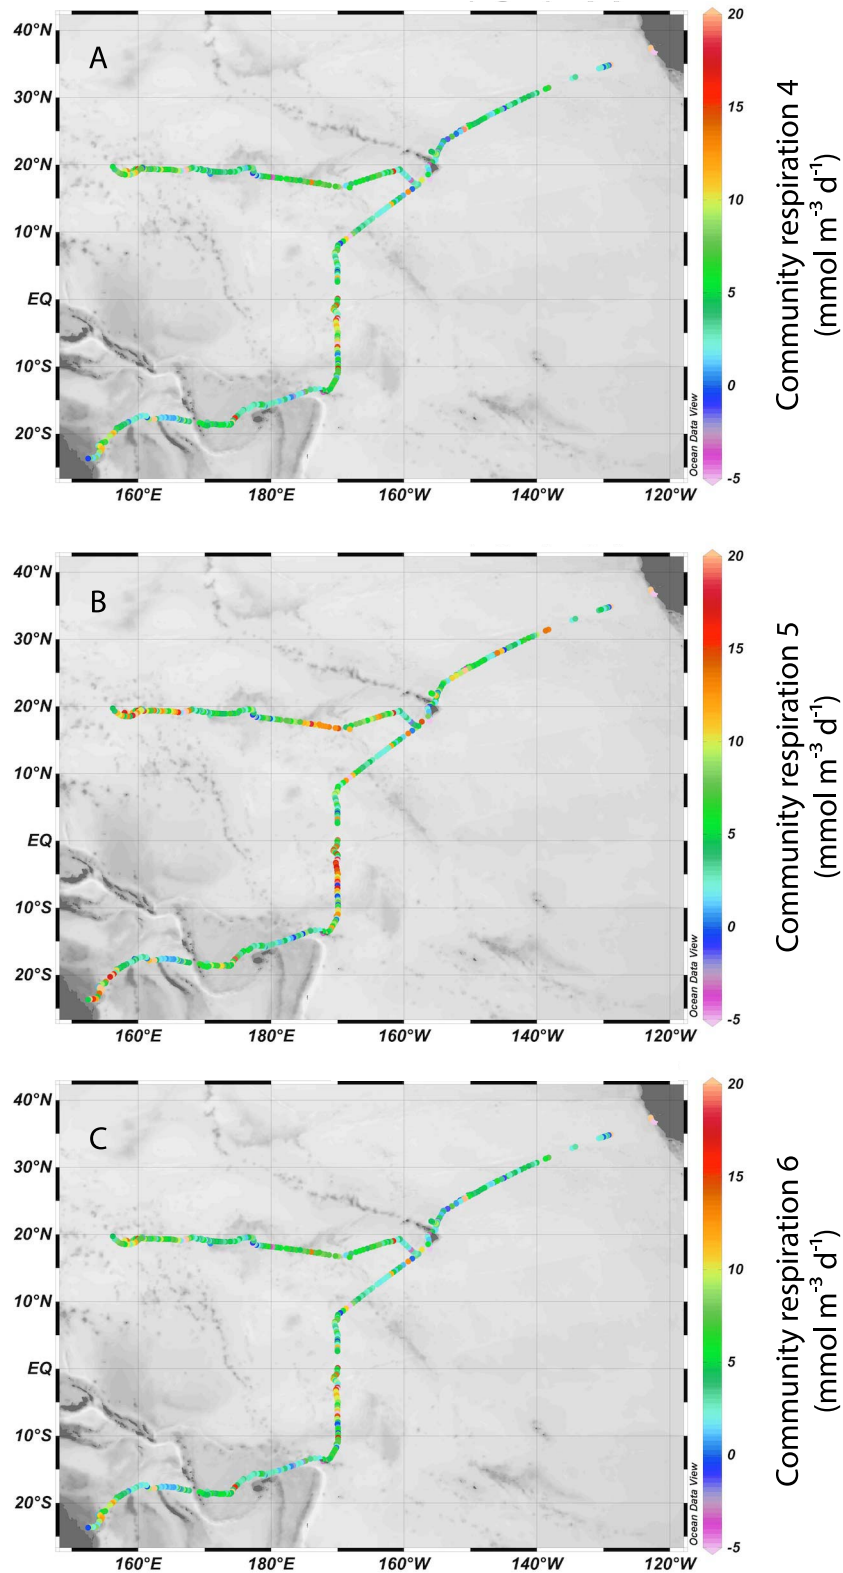 A
40°N
30°N
20°N
10°N
EQ
10°S
20°S
160°E
180°E
160°W
140°W
120°W
Ocean Data View
20
15
10
5
0
-5
Community respiration 4
(mmol m-3 d-1)
B
40°N
30°N
20°N
10°N
EQ
10°S
20°S
160°E
180°E
160°W
140°W
120°W
Ocean Data View
20
15
10
5
0
-5
Community respiration 5
(mmol m-3 d-1)
C
40°N
30°N
20°N
10°N
EQ
10°S
20°S
160°E
180°E
160°W
140°W
120°W
Ocean Data View
20
15
10
5
0
-5
Community respiration 6
(mmol m-3 d-1)